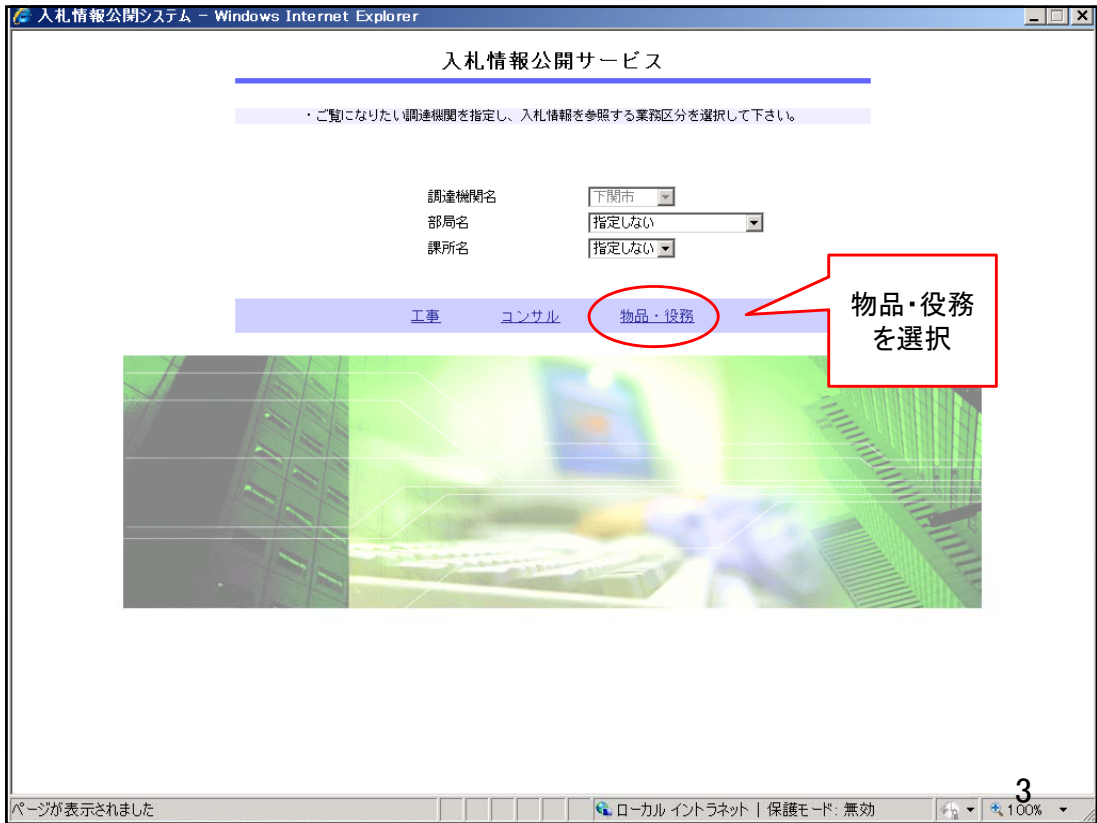 入札情報公開システム - Windows Internet Explorer
入札情報公開サービス
・ご覧になりたい調達機関を指定し、入札情報を参照する業務区分を選択して下さい。
調達機関名 下関市
部局名 指定しない
課所名 指定しない
工事 コンサル 物品・役務
物品・役務
を選択
3
ページが表示されました ローカル イントラネット | 保護モード: 無効 100%